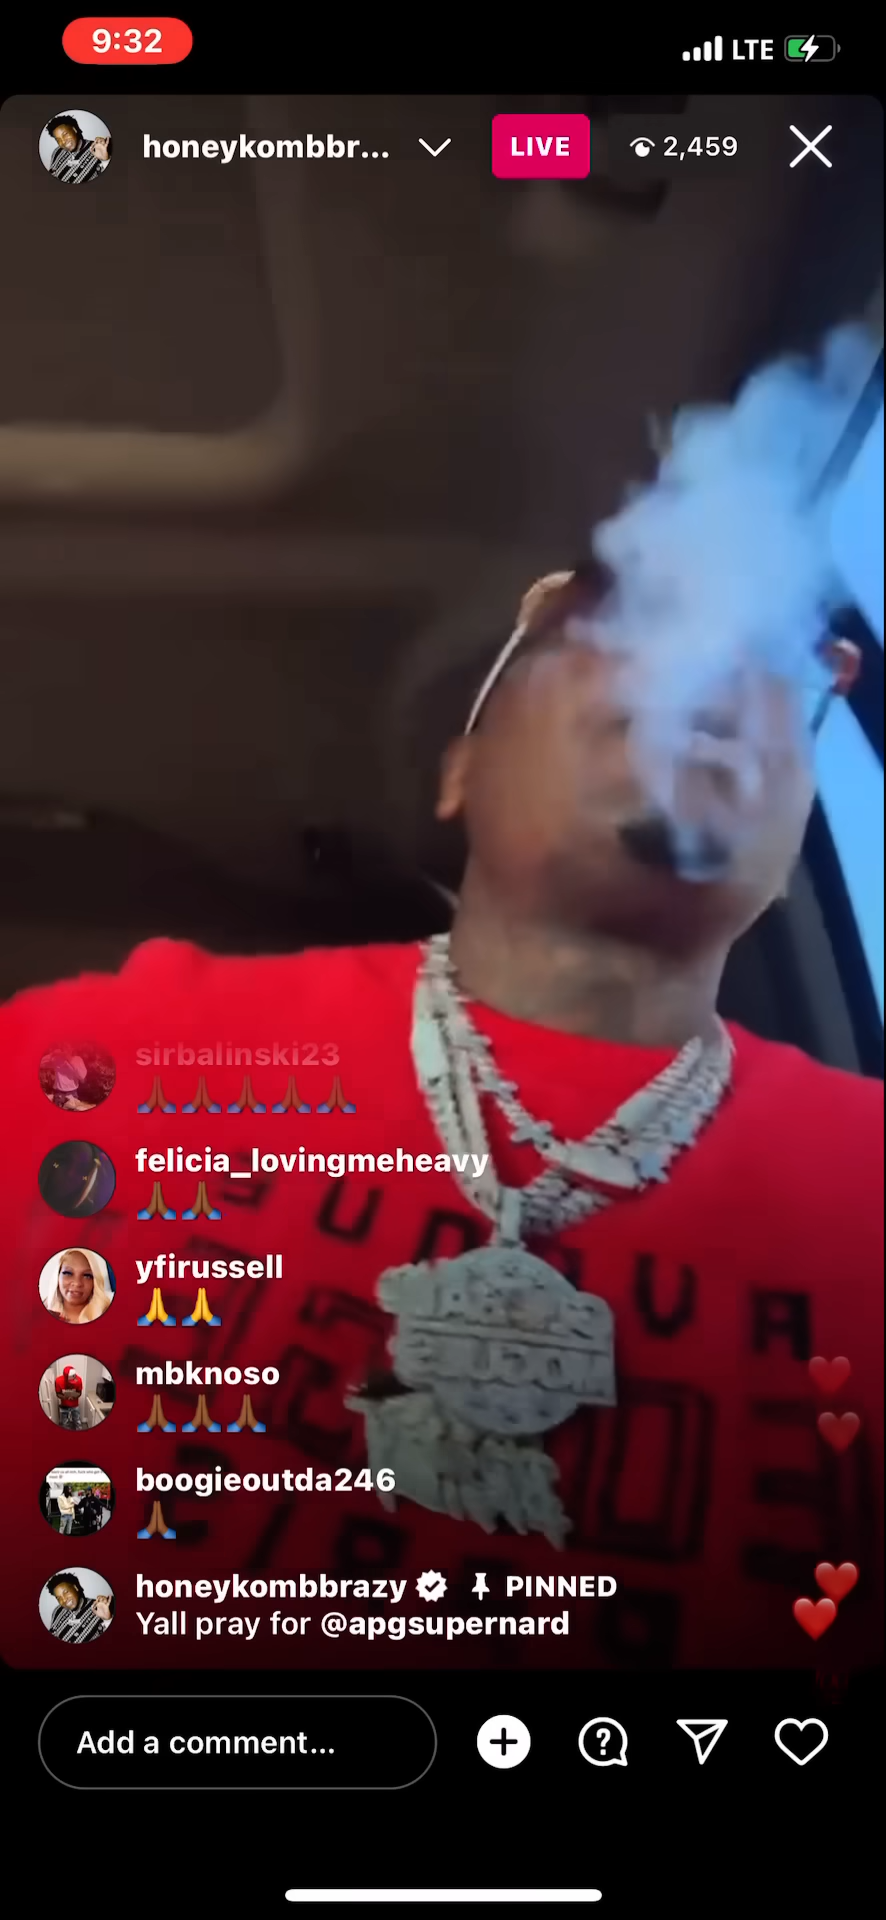 9:32
LTE
honeykombbr...
LIVE
2,459
sirbalinski23
🙏🏾🙏🏾🙏🏾🙏🏾🙏🏾
felicia_lovingmeheavy
🙏🏾🙏🏾
yfirussell
🙏🙏
mbknoso
🙏🏾🙏🏾🙏🏾
boogieoutda246
🙏🏾
honeykombbrazy PINNED
Yall pray for @apgsupernard
Add a comment...